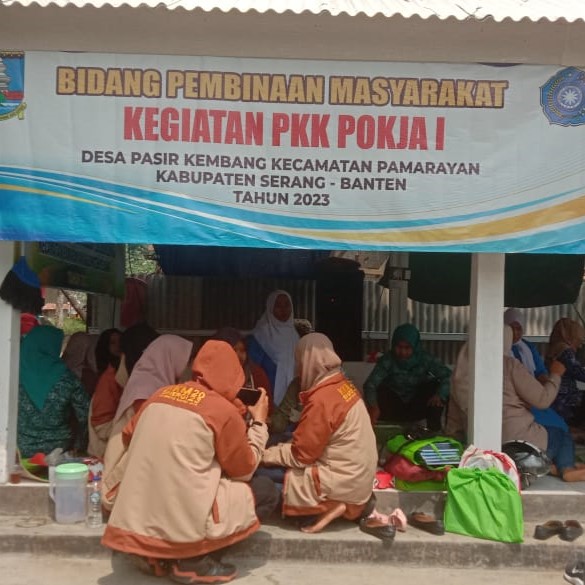 BIDANG PEMBINAAN MASYARAKAT
KEGIATAN PKK POKJA I
DESA PASIR KEMBANG KECAMATAN PAMARAYAN
KABUPATEN SERANG - BANTEN
TAHUN 2023